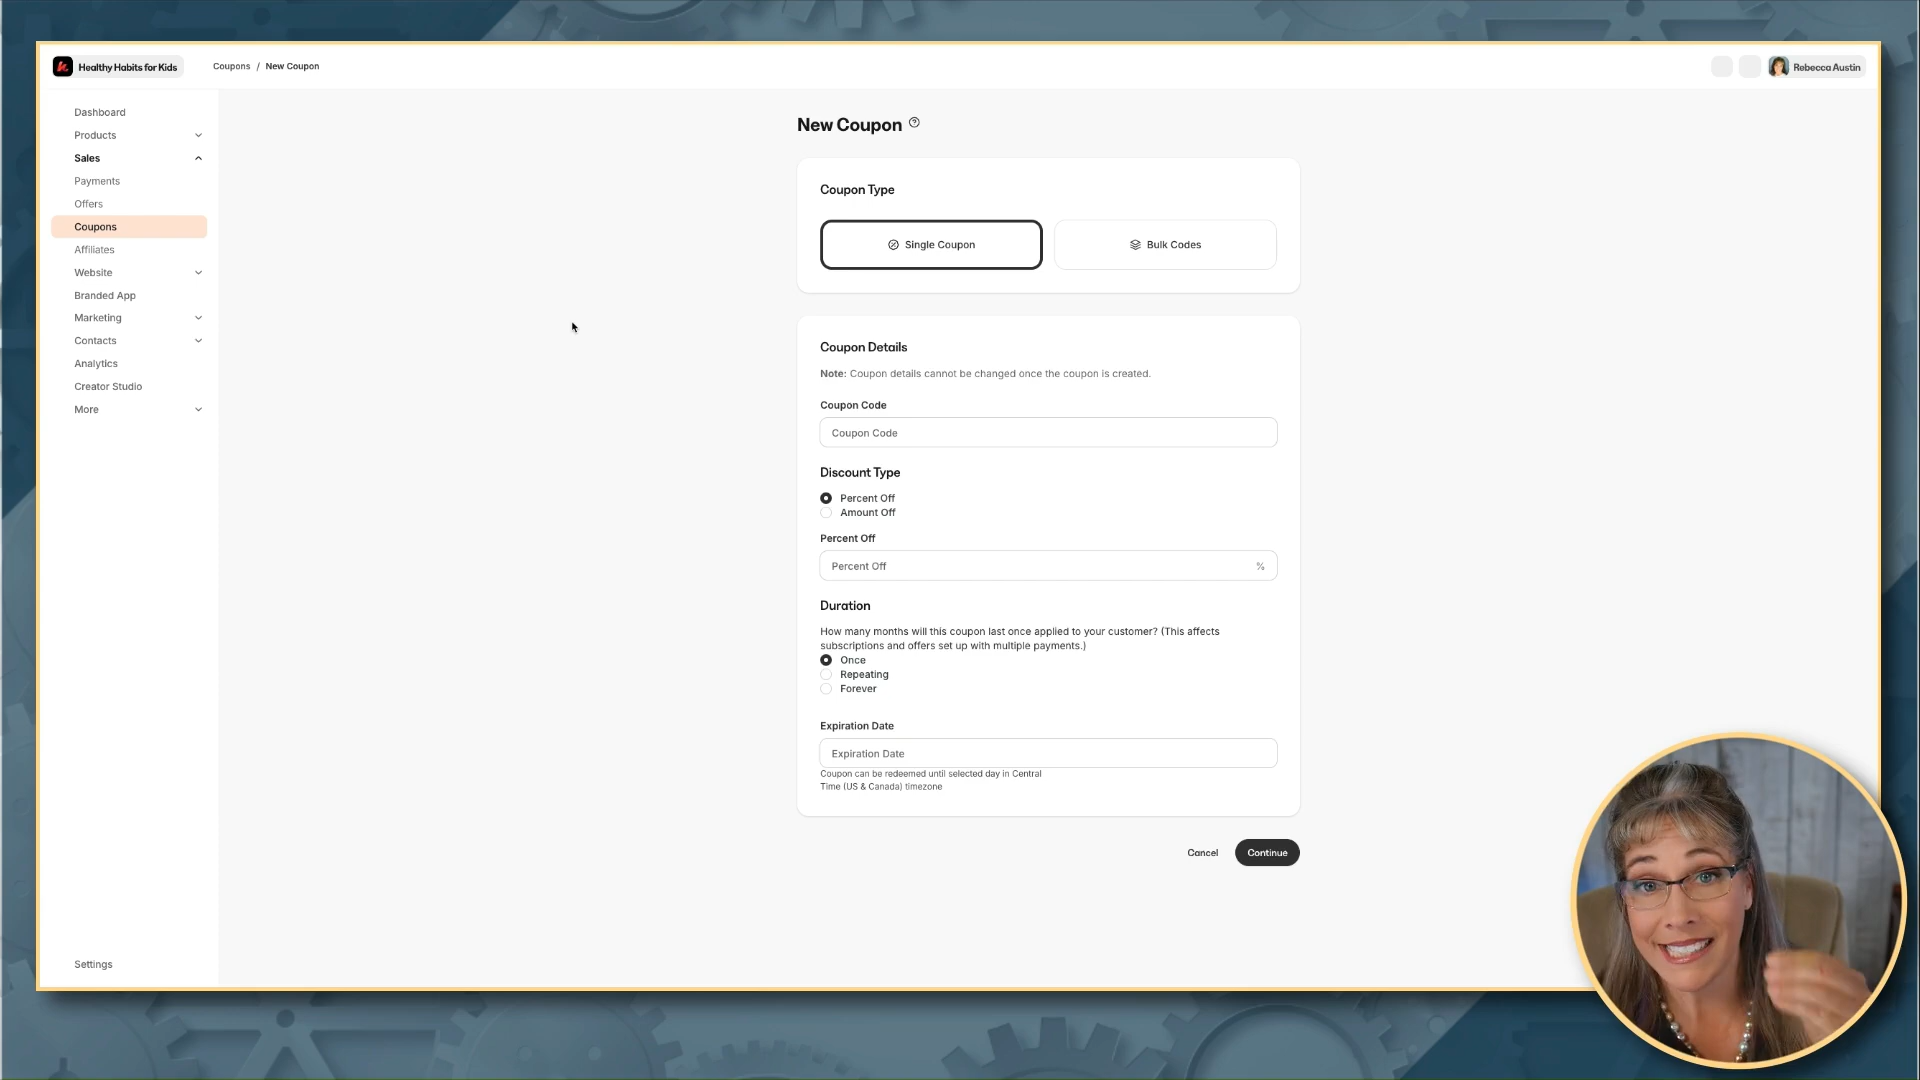 Healthy Habits for Kids
Coupons / New Coupon
Rebecca Austin
Dashboard
Products
Sales
Payments
Offers
Coupons
Affiliates
Website
Branded App
Marketing
Contacts
Analytics
Creator Studio
More
Settings
New Coupon
Coupon Type
Single Coupon
Bulk Codes
Coupon Details
Note: Coupon details cannot be changed once the coupon is created.
Coupon Code
Coupon Code
Discount Type
Percent Off
Amount Off
Percent Off
Percent Off %
Duration
How many months will this coupon last once applied to your customer? (This affects
subscriptions and offers set up with multiple payments.)
Once
Repeating
Forever
Expiration Date
Expiration Date
Coupon can be redeemed until selected day in Central
Time (US & Canada) timezone
Cancel
Continue